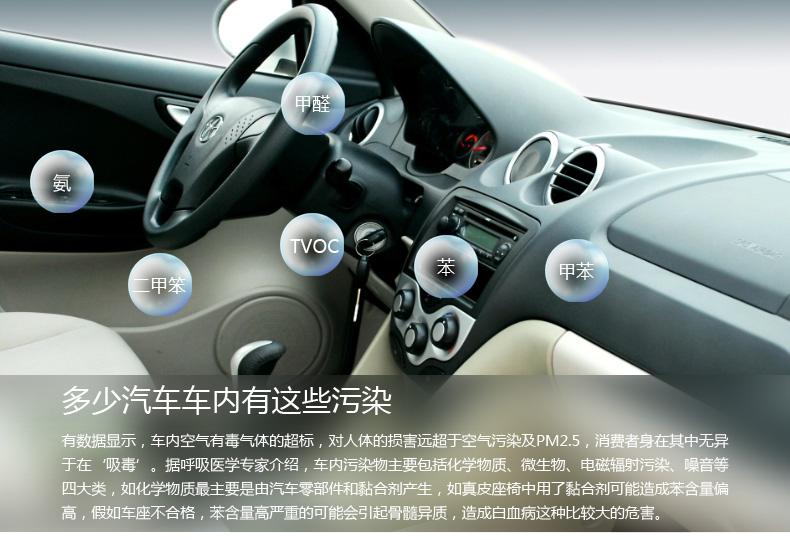 甲醛
氨
TVOC
苯
甲苯
二甲笨
多少汽车车内有这些污染
有数据显示，车内空气有毒气体的超标，对人体的损害远超于空气污染及PM2.5，消费者身在其中无异
于在‘吸毒’。据呼吸医学专家介绍，车内污染物主要包括化学物质、微生物、电磁辐射污染、噪音等
四大类，如化学物质最主要是由汽车零部件和黏合剂产生，如真皮座椅中用了黏合剂可能造成苯含量偏
高，假如车座不合格，苯含量高严重的可能会引起骨髓异质，造成白血病这种比较大的危害。